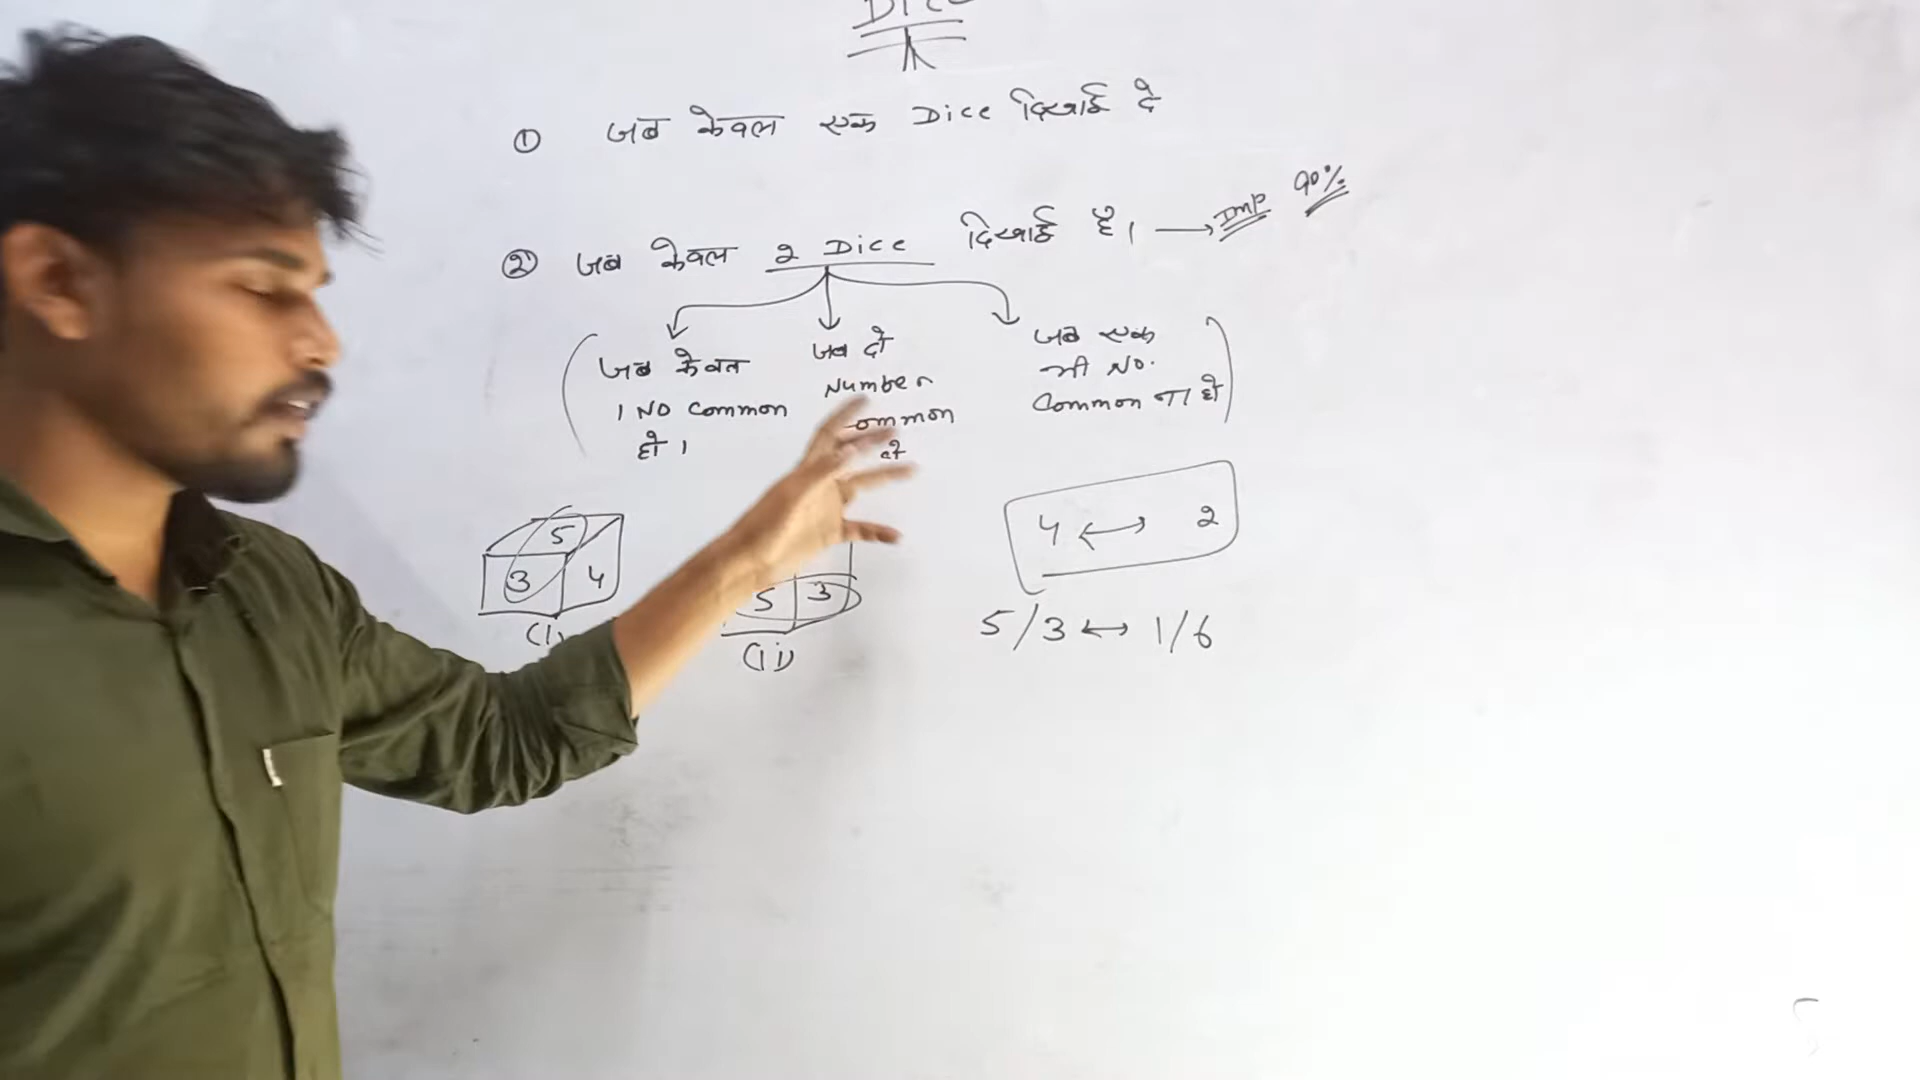 Dice
① जब केवल एक Dice दिखाई दे
② जब केवल 2 Dice दिखाई है। → IMP 90%
जब केवल
1 NO common
हो।
जब दो
Number
ommon
हो
जब एक
भी No.
Common ना हो
5
3 4
(I)
5 3
(ii)
4 ↔ 2
5/3 ↔ 1/6